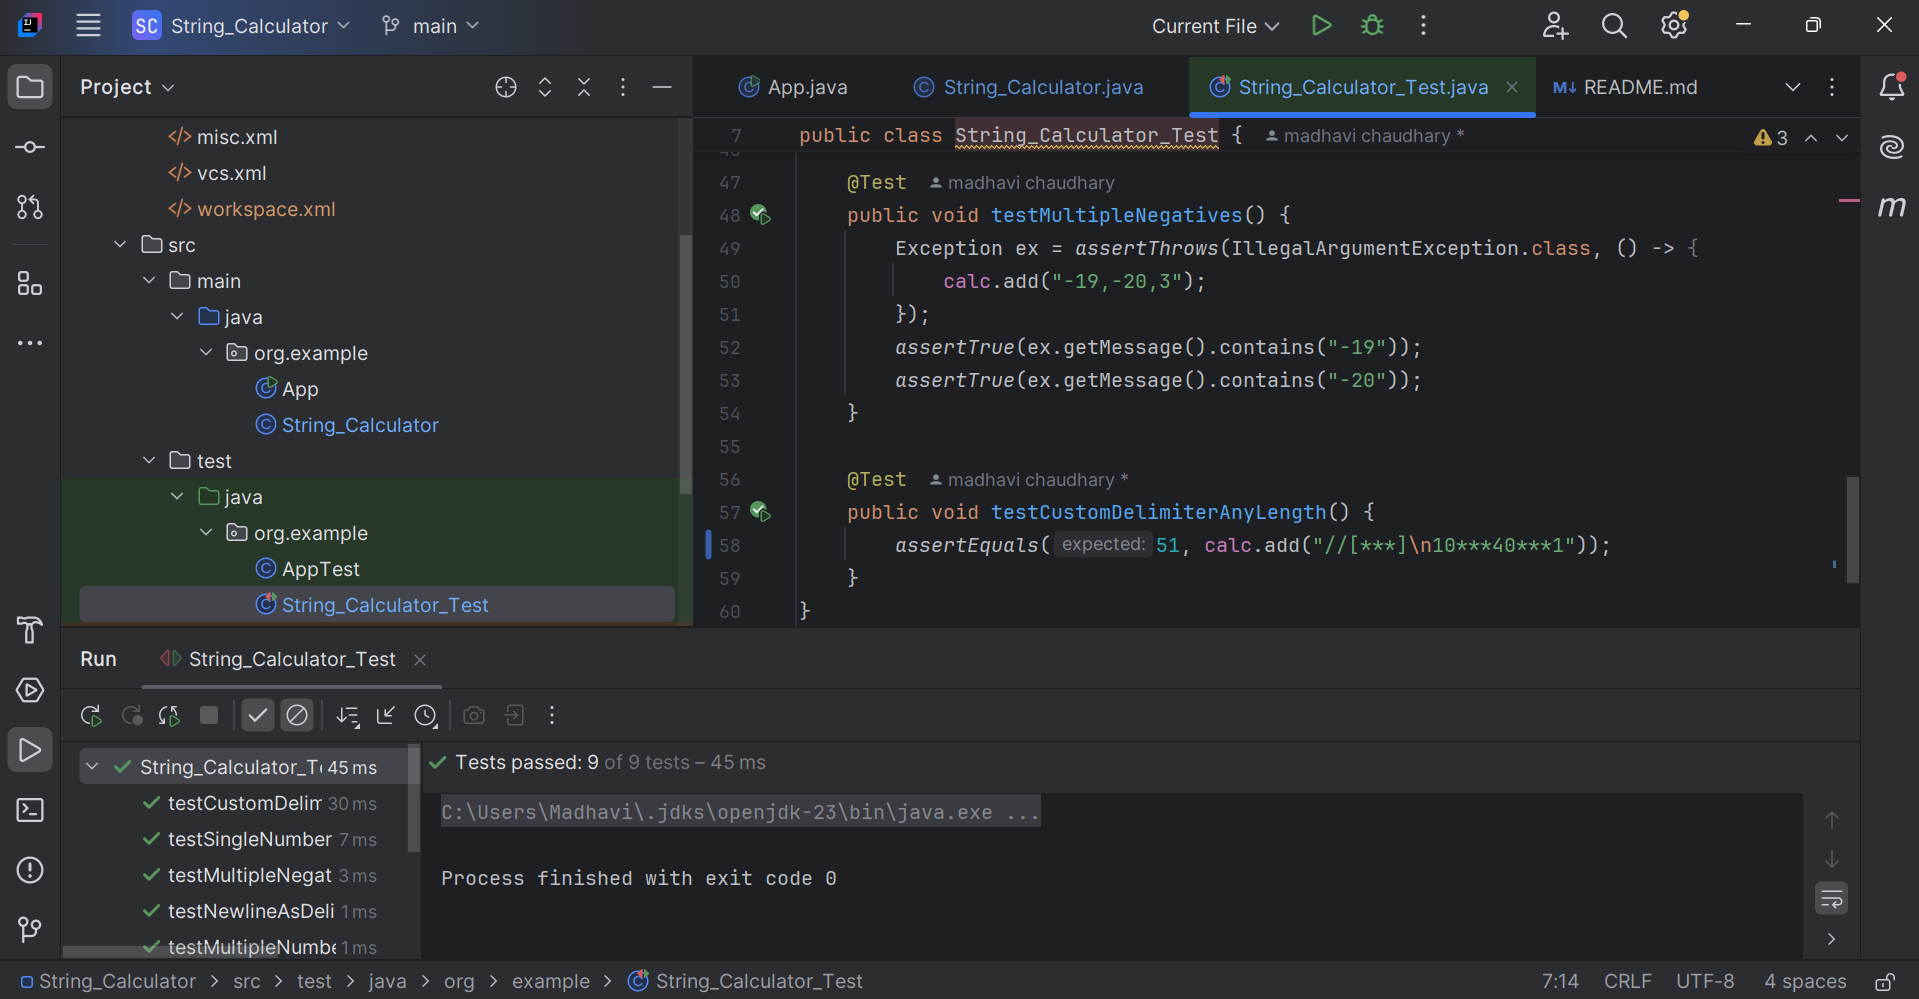 SC String_Calculator main Current File
Project
App.java String_Calculator.java String_Calculator_Test.java M↓ README.md
misc.xml
vcs.xml
workspace.xml
src
main
java
org.example
App
String_Calculator
test
java
org.example
AppTest
String_Calculator_Test
7 public class String_Calculator_Test { madhavi chaudhary * 3
47 @Test madhavi chaudhary
48 public void testMultipleNegatives() {
49 Exception ex = assertThrows(IllegalArgumentException.class, () -> {
50 calc.add("-19,-20,3");
51 });
52 assertTrue(ex.getMessage().contains("-19"));
53 assertTrue(ex.getMessage().contains("-20"));
54 }
55
56 @Test madhavi chaudhary *
57 public void testCustomDelimiterAnyLength() {
58 assertEquals( expected: 51, calc.add("//[***]\n10***40***1"));
59 }
60 }
m
Run String_Calculator_Test
String_Calculator_Te 45 ms
testCustomDelim 30 ms
testSingleNumber 7 ms
testMultipleNegat 3 ms
testNewlineAsDeli 1 ms
testMultipleNumbe 1 ms
Tests passed: 9 of 9 tests – 45 ms
C:\Users\Madhavi\.jdks\openjdk-23\bin\java.exe ...
Process finished with exit code 0
String_Calculator > src > test > java > org > example > String_Calculator_Test 7:14 CRLF UTF-8 4 spaces